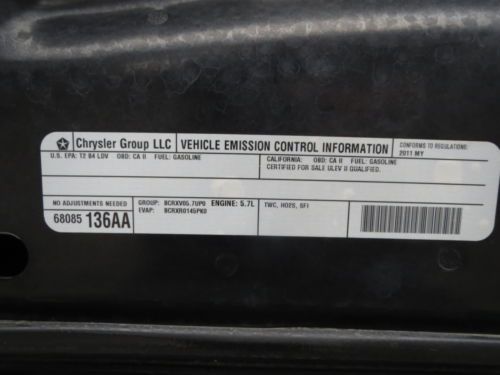 Chrysler Group LLC VEHICLE EMISSION CONTROL INFORMATION CONFORMS TO REGULATIONS:
2011 MY
U.S. EPA: T2 B4 LDV OBD: CA II FUEL: GASOLINE
CALIFORNIA: OBD: CA II FUEL: GASOLINE
CERTIFIED FOR SALE ULEV II QUALIFIED.
NO ADJUSTMENTS NEEDED
68085 136AA
GROUP: BCRXV05.7UP0 ENGINE: 5.7L
EVAP: BCRXR0145PK0
TWC, HO2S, SFI